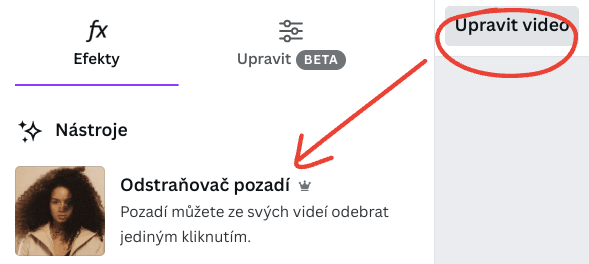 fx
Efekty
Upravit BETA
Upravit video
Nástroje
Odstraňovač pozadí
Pozadí můžete ze svých videí odebrat
jediným kliknutím.